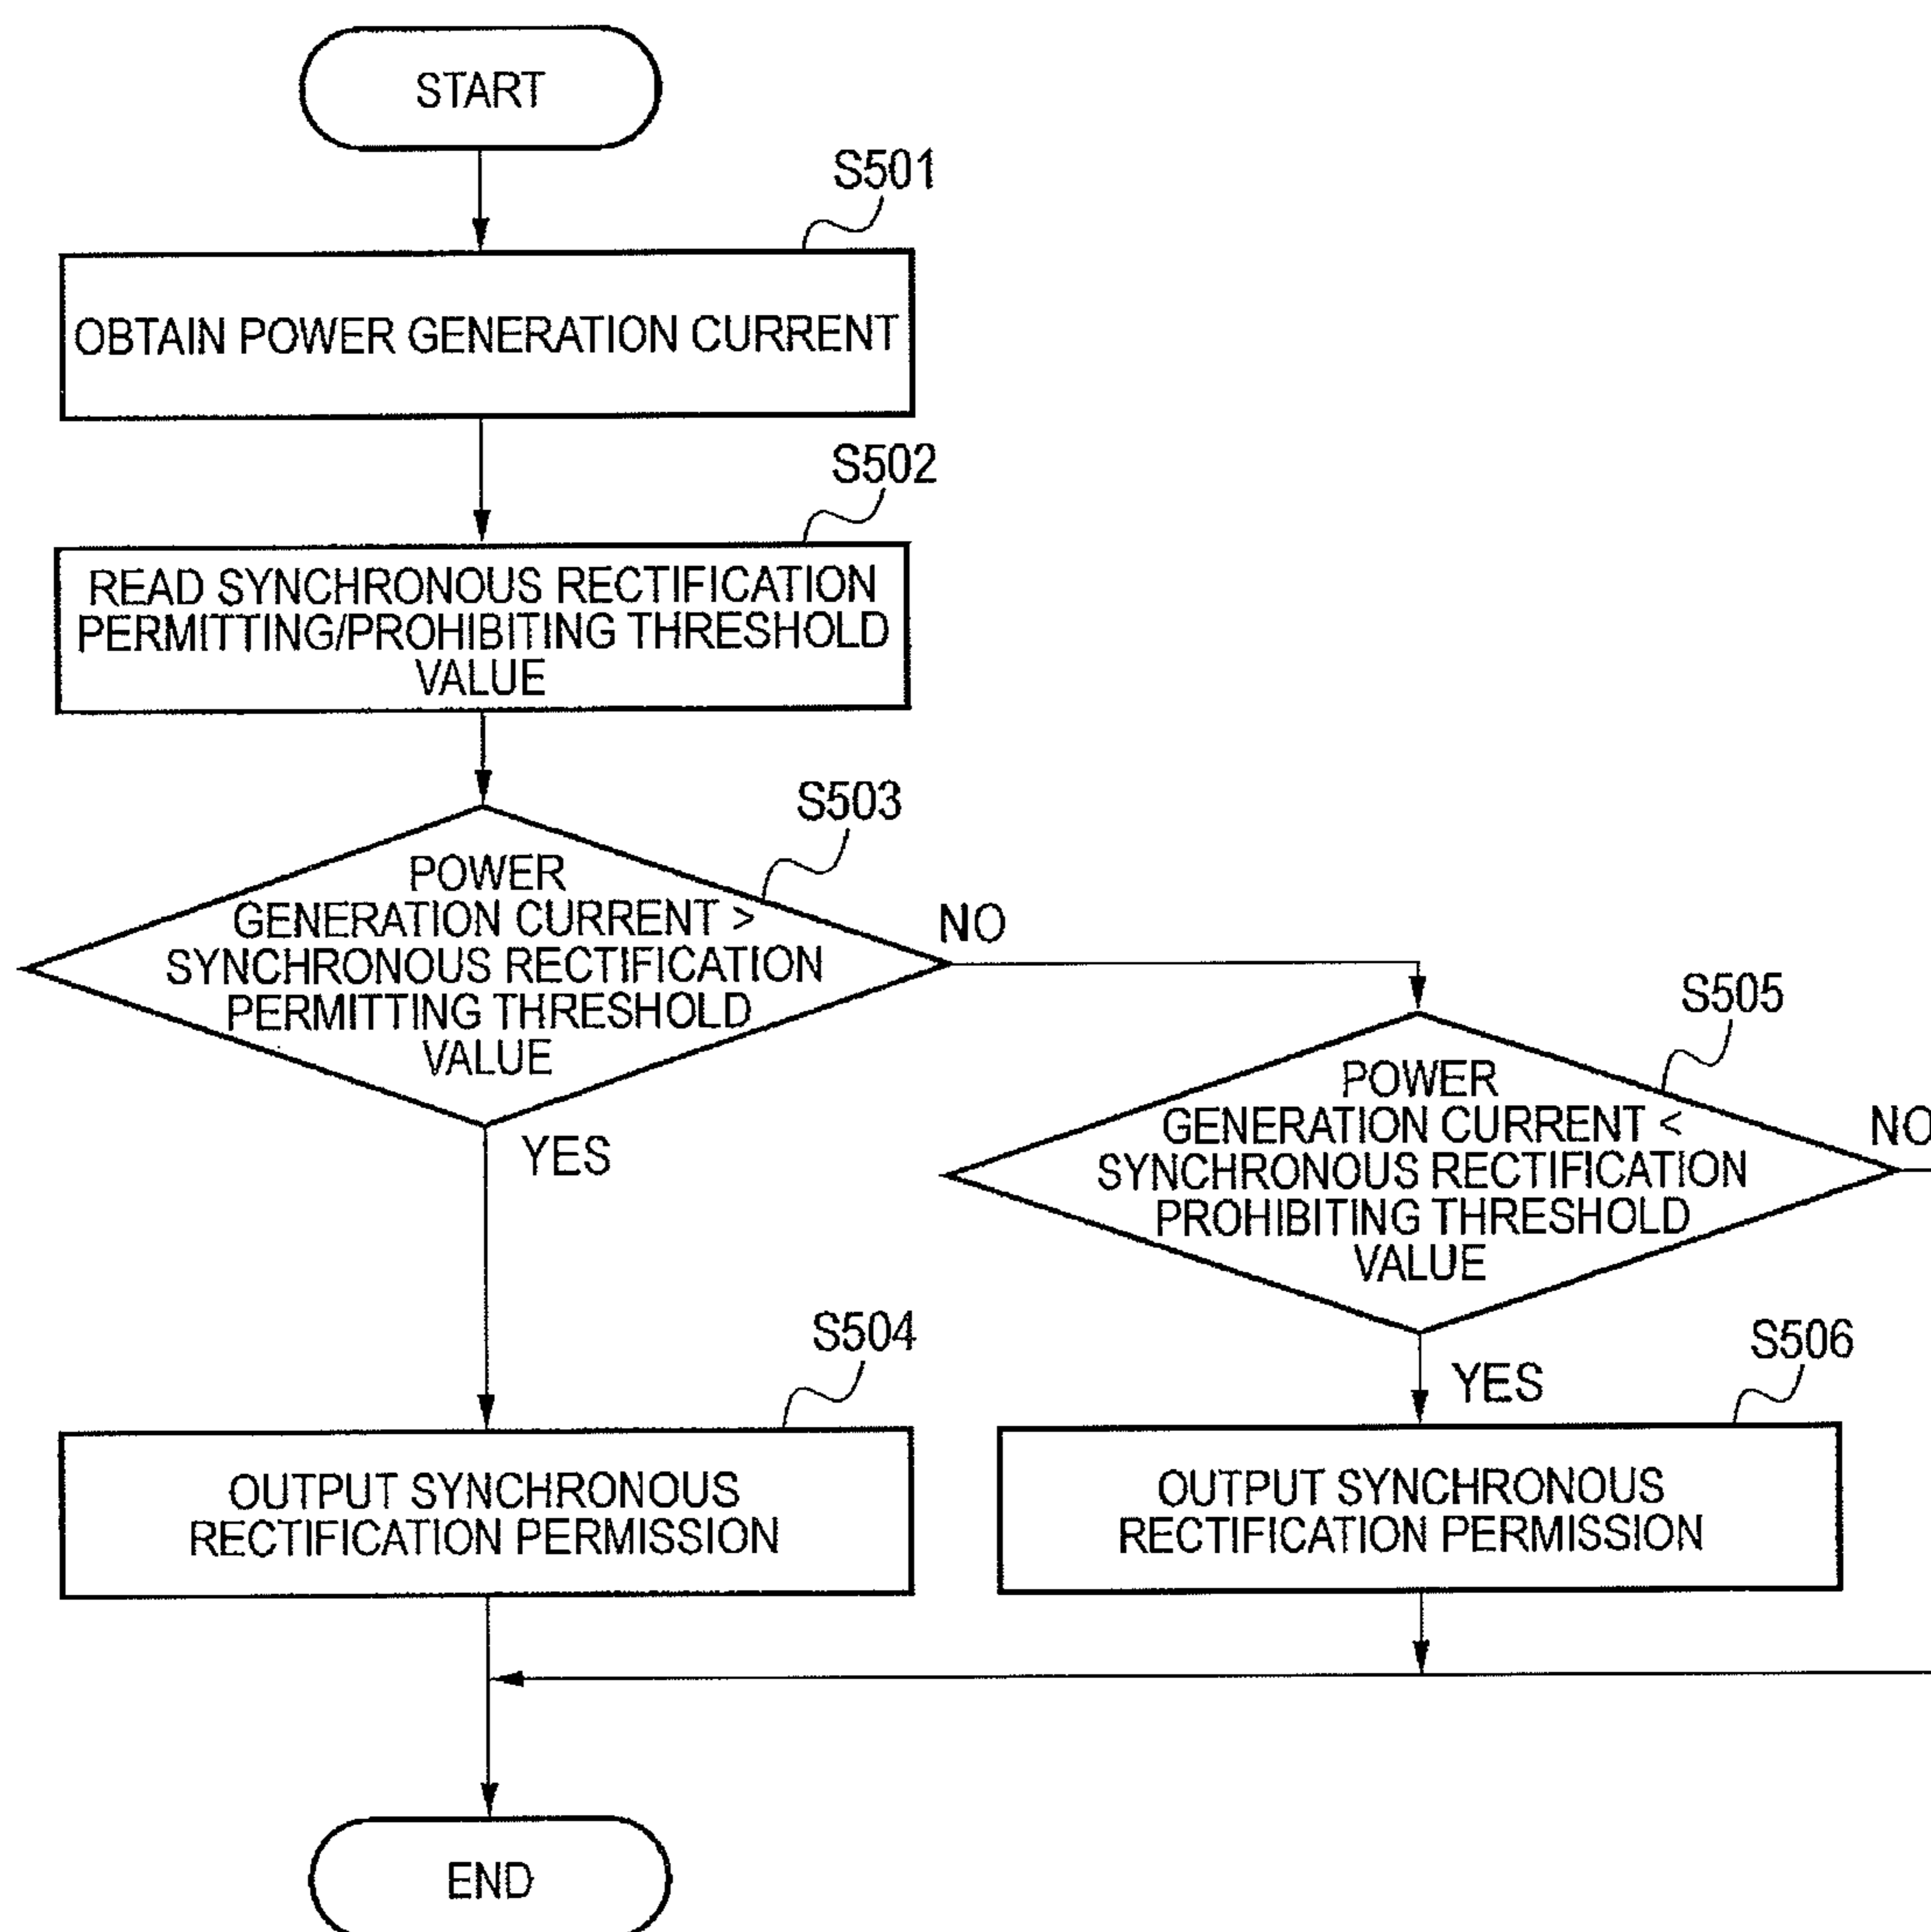 START
S501
OBTAIN POWER GENERATION CURRENT
S502
READ SYNCHRONOUS RECTIFICATION
PERMITTING/PROHIBITING THRESHOLD
VALUE
S503
POWER
GENERATION CURRENT >
SYNCHRONOUS RECTIFICATION
PERMITTING THRESHOLD
VALUE
NO
YES
S505
POWER
GENERATION CURRENT <
SYNCHRONOUS RECTIFICATION
PROHIBITING THRESHOLD
VALUE
NO
YES
S504
OUTPUT SYNCHRONOUS
RECTIFICATION PERMISSION
S506
OUTPUT SYNCHRONOUS
RECTIFICATION PERMISSION
END